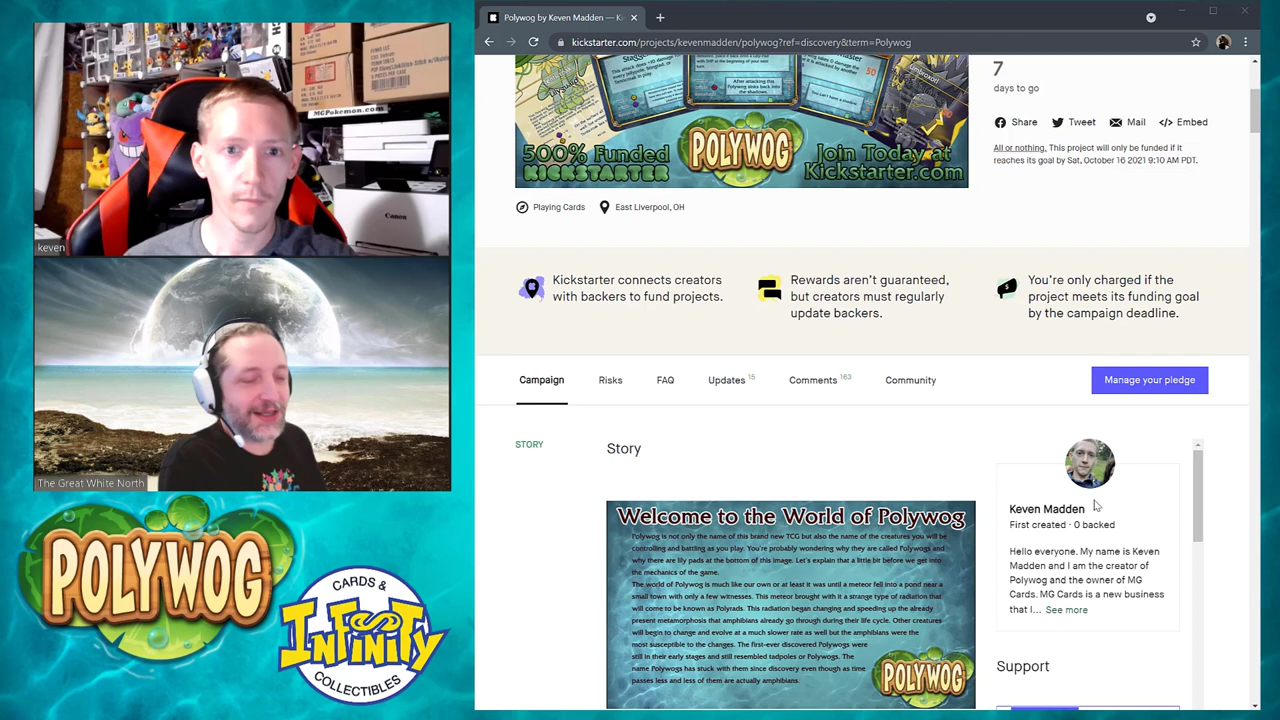 Polywog by Keven Madden — Ki
kickstarter.com/projects/kevenmadden/polywog?ref=discovery&term=Polywog
MGPokemon.com
Canon
keven
The Great White North
POLYWOG
CARDS &
INFINITY
COLLECTIBLES
After attacking this
Polywog sinks back into
the shadows.
50
500% Funded
KICKSTARTER
POLYWOG
Join Today at
Kickstarter.com
7
days to go
Share
Tweet
Mail
Embed
All or nothing. This project will only be funded if it
reaches its goal by Sat, October 16 2021 9:10 AM PDT.
Playing Cards
East Liverpool, OH
Kickstarter connects creators
with backers to fund projects.
Rewards aren't guaranteed,
but creators must regularly
update backers.
You're only charged if the
project meets its funding goal
by the campaign deadline.
Campaign
Risks
FAQ
Updates 15
Comments 163
Community
Manage your pledge
STORY
Story
Welcome to the World of Polywog
Polywog is not only the name of this brand new TCG but also the name of the creatures you will be
controlling and battling as you play. You're probably wondering why they are called Polywogs and
why there are lily pads at the bottom of this image. Let's explain that a little bit before we get into
the mechanics of the game.
The world of Polywog is much like our own or at least it was until a meteor fell into a pond near a
small town with only a few witnesses. This meteor brought with it a strange type of radiation that
will come to be known as Polyrads. This radiation began changing and speeding up the already
present metamorphosis that amphibians already go through during their life cycle. Other creatures
will begin to change and evolve at a much slower rate as well but the amphibians were the
most susceptible to the changes. The first-ever discovered Polywogs were
still in their early stages and still resembled tadpoles or Polywogs. The
name Polywogs has stuck with them since discovery even though as time
passes less and less of them are actually amphibians.
POLYWOG
Keven Madden
First created · 0 backed
Hello everyone. My name is Keven
Madden and I am the creator of
Polywog and the owner of MG
Cards. MG Cards is a new business
that I... See more
Support